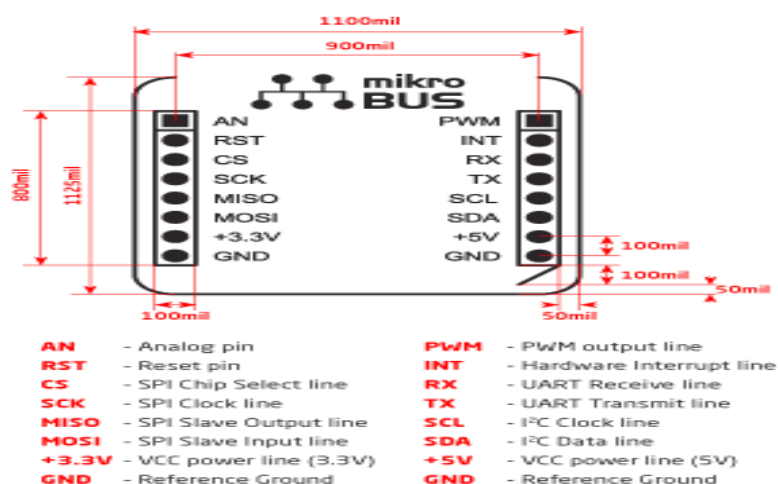 1100mil
900mil
mikro
BUS
AN PWM
RST INT
CS RX
SCK TX
MISO SCL
MOSI SDA
+3.3V +5V
GND GND
800mil
1125mil
100mil
100mil
50mil
100mil
50mil
AN - Analog pin
RST - Reset pin
CS - SPI Chip Select line
SCK - SPI Clock line
MISO - SPI Slave Output line
MOSI - SPI Slave Input line
+3.3V - VCC power line (3.3V)
GND - Reference Ground
PWM - PWM output line
INT - Hardware Interrupt line
RX - UART Receive line
TX - UART Transmit line
SCL - I²C Clock line
SDA - I²C Data line
+5V - VCC power line (5V)
GND - Reference Ground